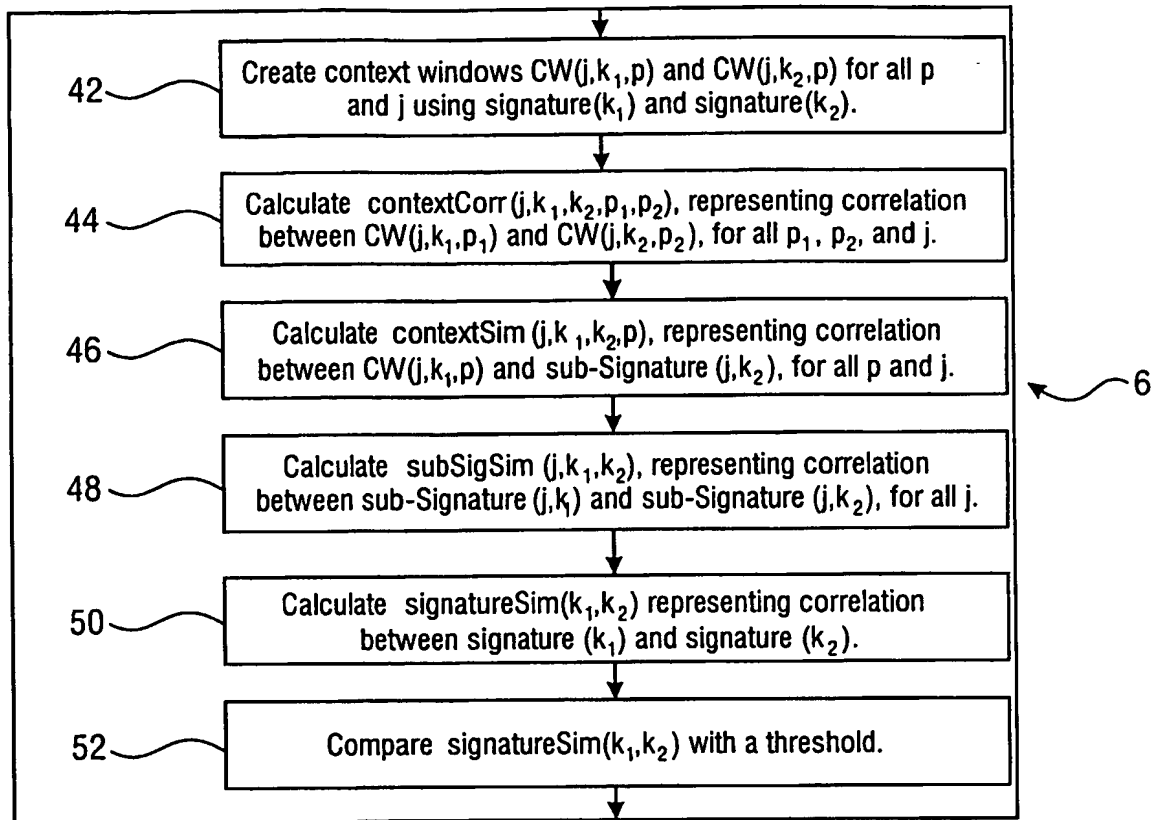 42
Create context windows CW(j,k₁,p) and CW(j,k₂,p) for all p
and j using signature(k₁) and signature(k₂).
44
Calculate contextCorr(j,k₁,k₂,p₁,p₂), representing correlation
between CW(j,k₁,p₁) and CW(j,k₂,p₂), for all p₁, p₂, and j.
46
Calculate contextSim (j,k₁,k₂,p), representing correlation
between CW(j,k₁,p) and sub-Signature (j,k₂), for all p and j.
6
48
Calculate subSigSim (j,k₁,k₂), representing correlation
between sub-Signature (j,k₁) and sub-Signature (j,k₂), for all j.
50
Calculate signatureSim(k₁,k₂) representing correlation
between signature (k₁) and signature (k₂).
52
Compare signatureSim(k₁,k₂) with a threshold.